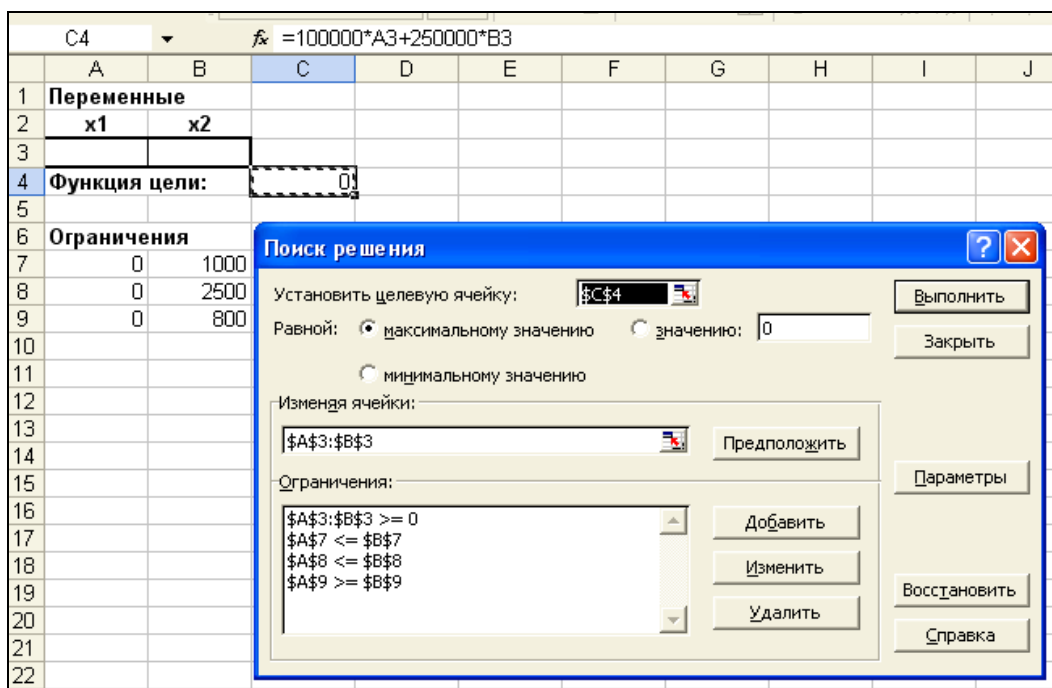 C4 fx =100000*A3+250000*B3
A B C D E F G H I J
1 Переменные
2 x1 x2
3
4 Функция цели: 0
5
6 Ограничения
7 0 1000
8 0 2500
9 0 800
10
11
12
13
14
15
16
17
18
19
20
21
22
Поиск решения
Установить целевую ячейку: $C$4 Выполнить
Равной: максимальному значению значению: 0 Закрыть
минимальному значению
Изменяя ячейки:
$A$3:$B$3 Предположить
Ограничения: Параметры
$A$3:$B$3 >= 0 Добавить
$A$7 <= $B$7
$A$8 <= $B$8 Изменить
$A$9 >= $B$9 Восстановить
Удалить
Справка